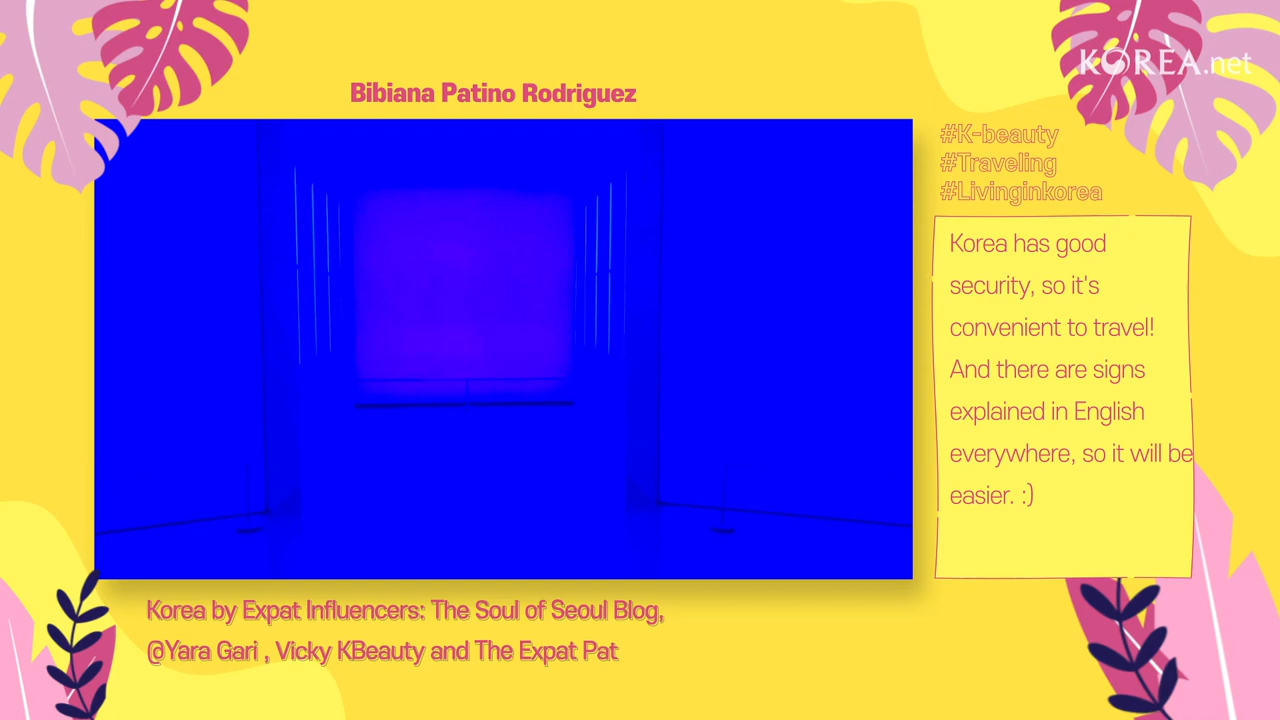 KOREA.net
Bibiana Patino Rodriguez
#K-beauty
#Traveling
#Livinginkorea
Korea has good
security, so it's
convenient to travel!
And there are signs
explained in English
everywhere, so it will be
easier. :)
Korea by Expat Influencers: The Soul of Seoul Blog,
@Yara Gari , Vicky KBeauty and The Expat Pat